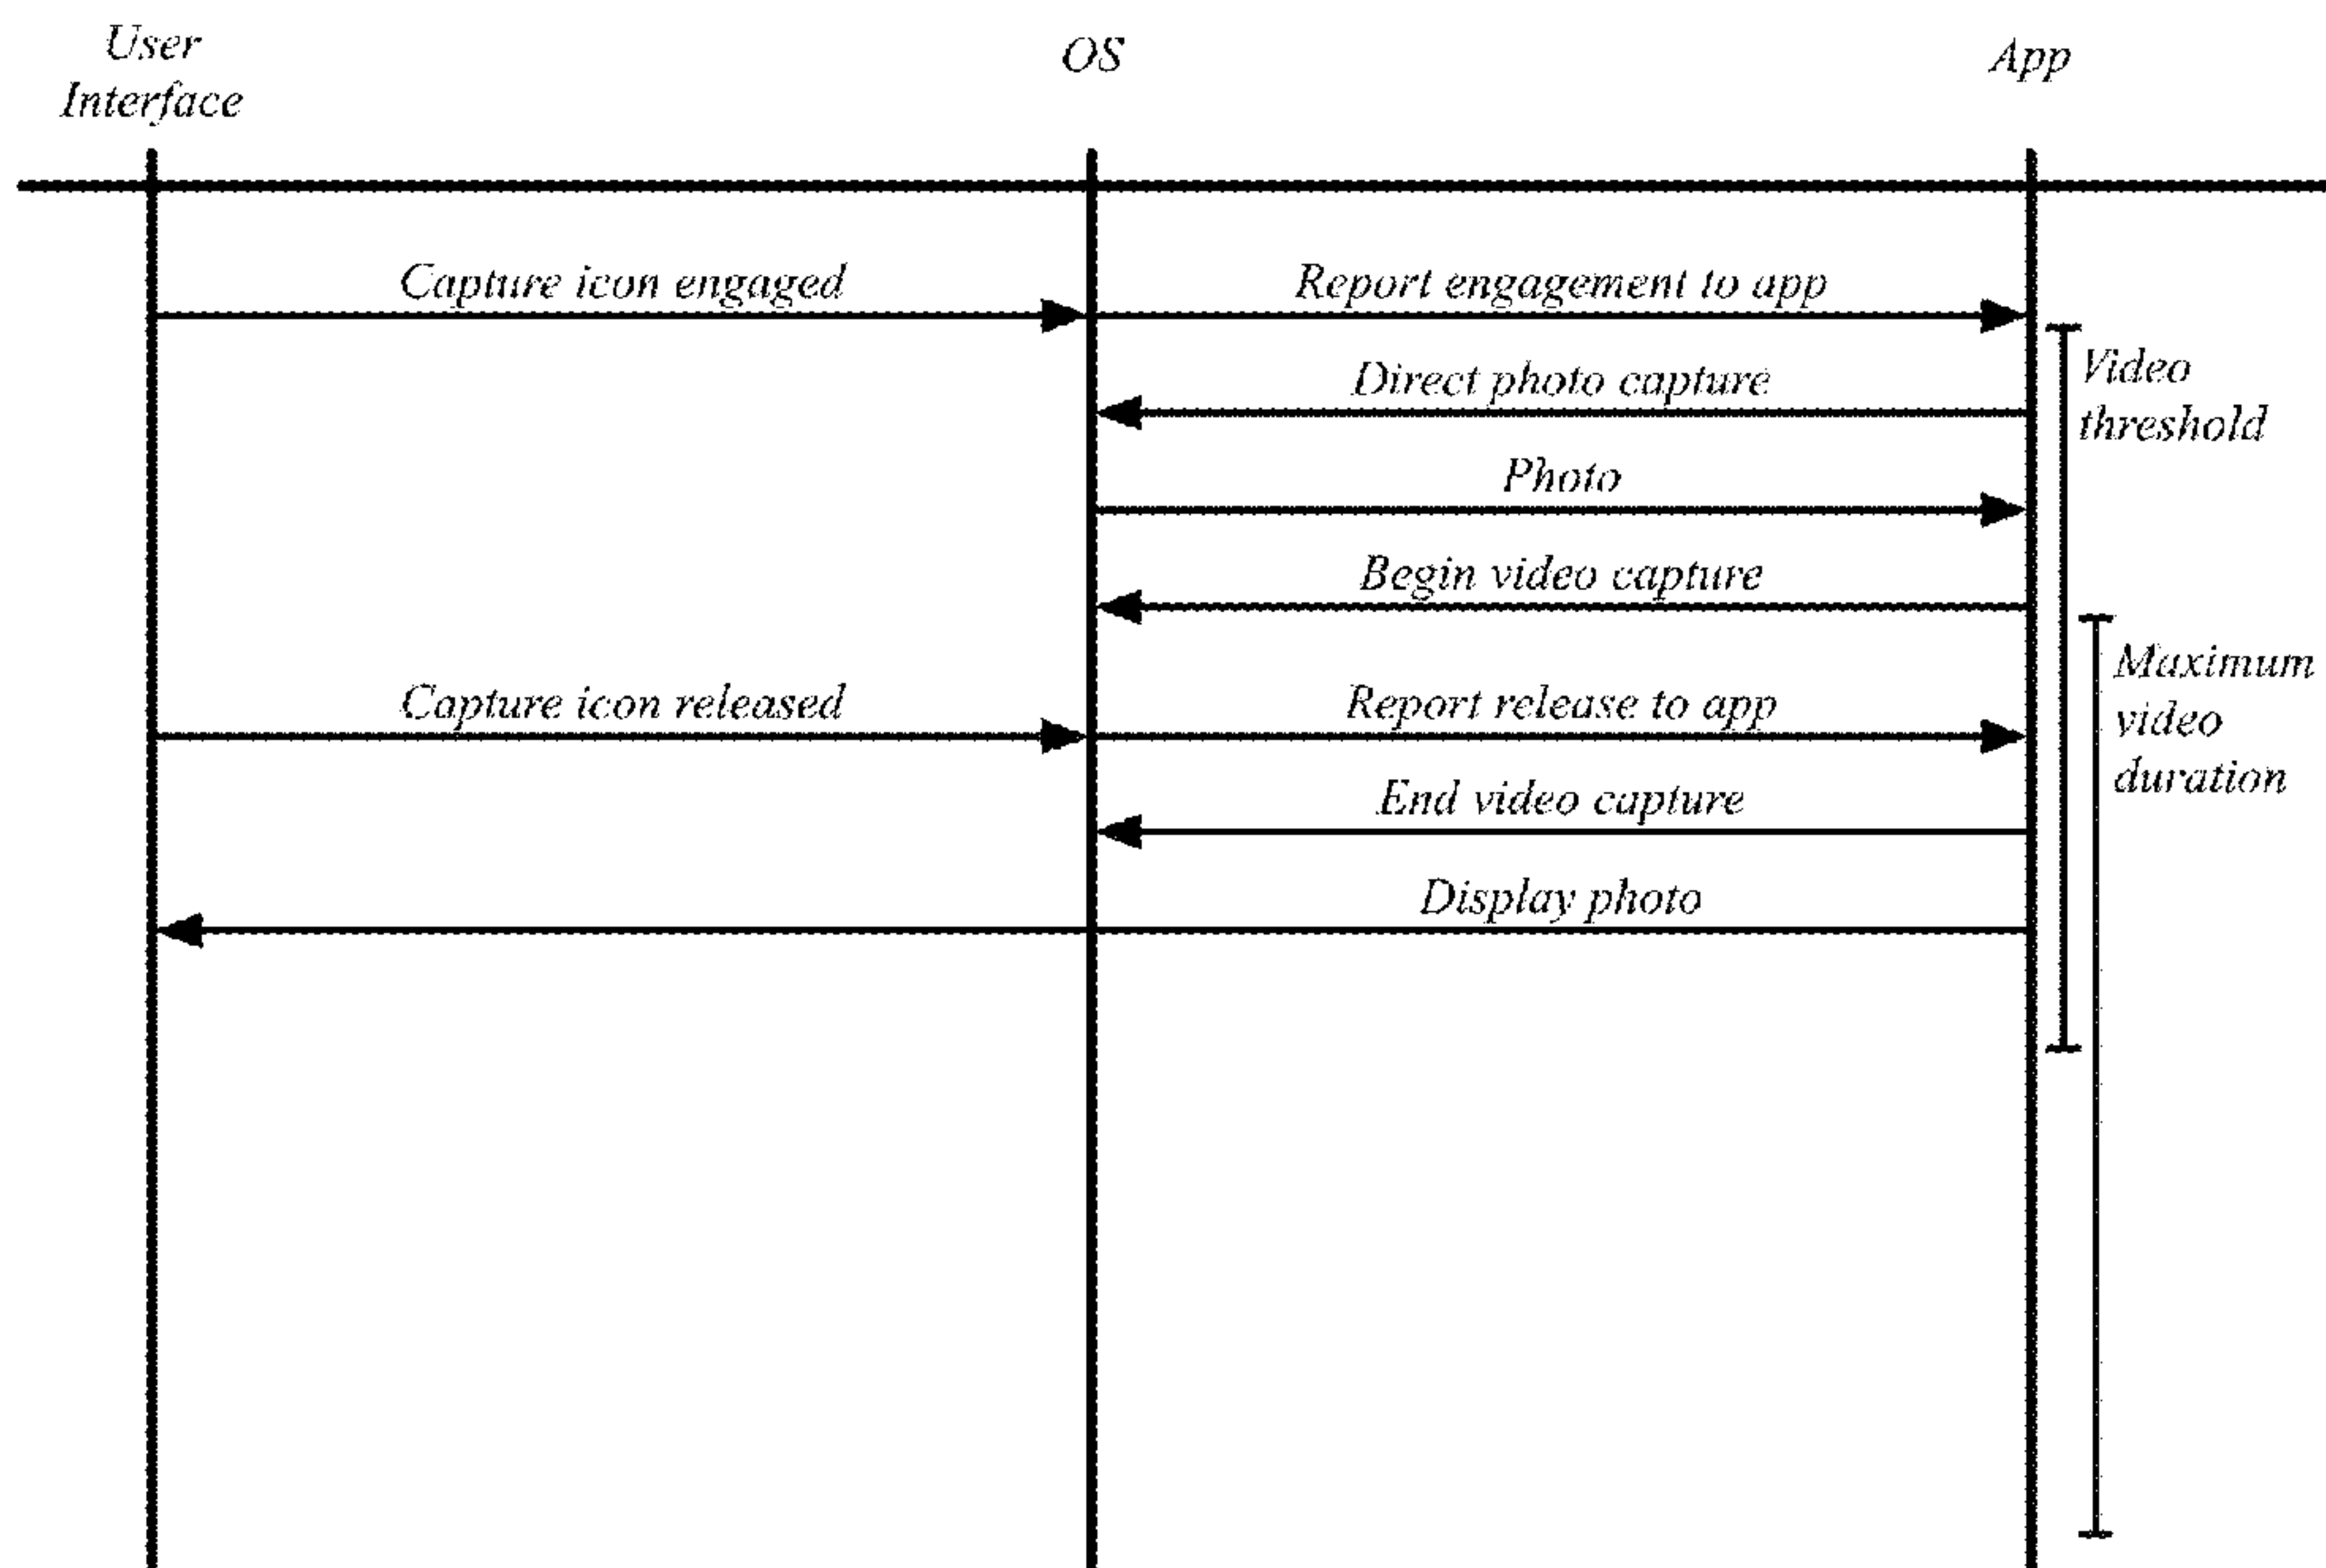 User
Interface
OS
App
Capture icon engaged
Report engagement to app
Direct photo capture
Video
threshold
Photo
Begin video capture
Maximum
video
duration
Capture icon released
Report release to app
End video capture
Display photo